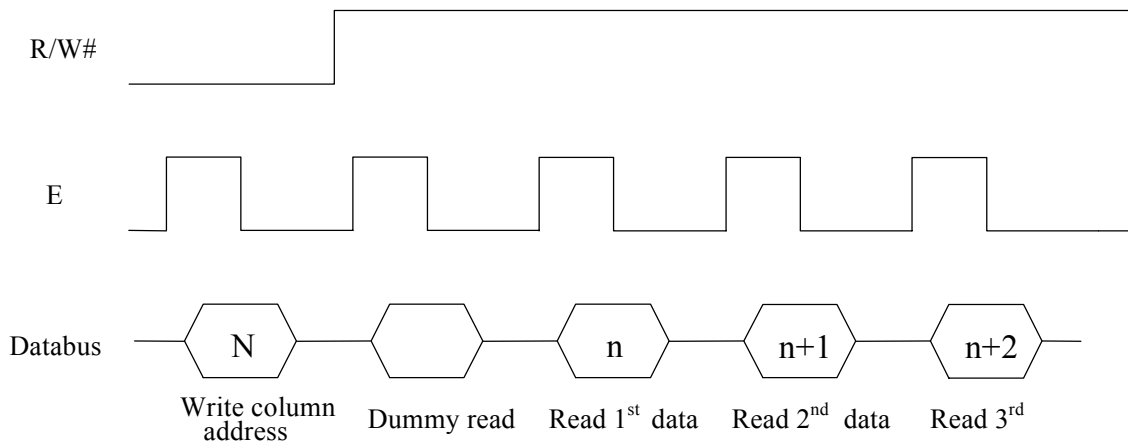 R/W#
E
Databus
N
n
n+1
n+2
Write column
address
Dummy read
Read 1st data
Read 2nd data
Read 3rd